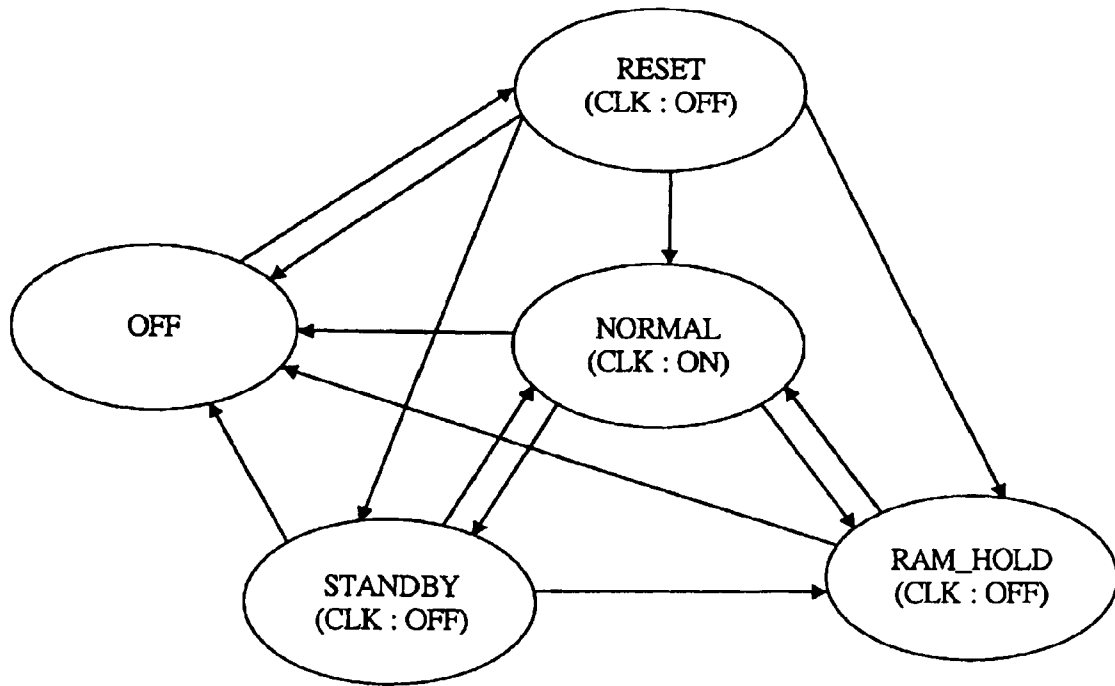 RESET
(CLK : OFF)
OFF
NORMAL
(CLK : ON)
STANDBY
(CLK : OFF)
RAM_HOLD
(CLK : OFF)